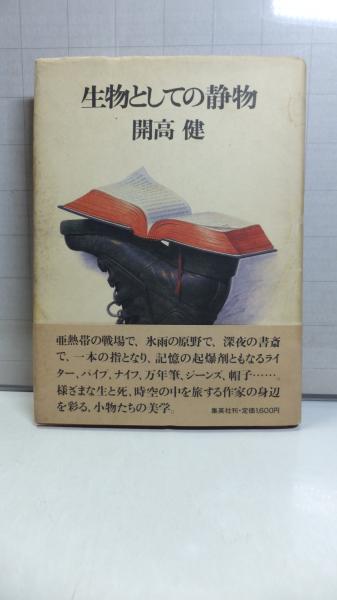 生物としての静物
開高 健
亜熱帯の戦場で、氷雨の原野で、深夜の書斎
で、一本の指となり、記憶の起爆剤ともなるライ
ター、パイプ、ナイフ、万年筆、ジーンズ、帽子……。
様ざまな生と死、時空の中を旅する作家の身辺
を彩る、小物たちの美学。
集英社刊・定価1,600円